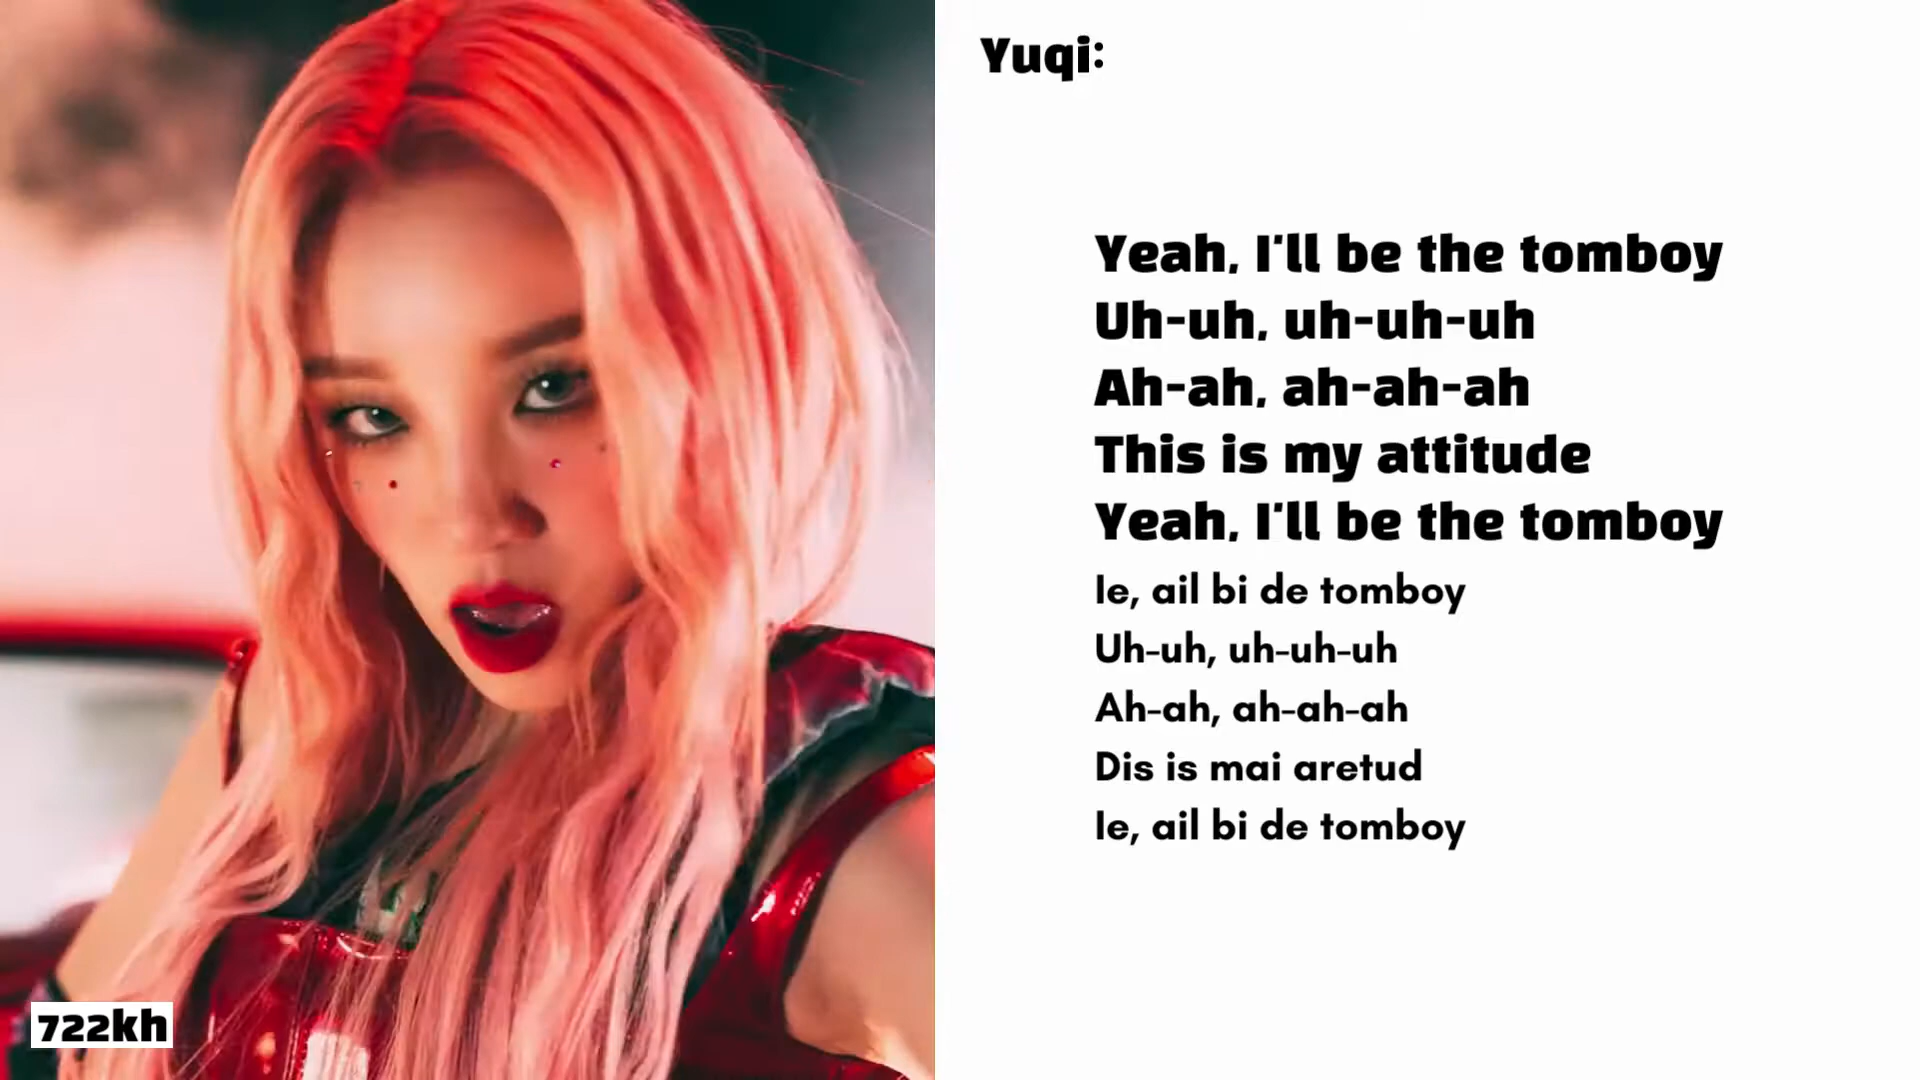 Yuqi:
Yeah, I'll be the tomboy
Uh-uh, uh-uh-uh
Ah-ah, ah-ah-ah
This is my attitude
Yeah, I'll be the tomboy
Ie, ail bi de tomboy
Uh-uh, uh-uh-uh
Ah-ah, ah-ah-ah
Dis is mai aretud
Ie, ail bi de tomboy
722kh